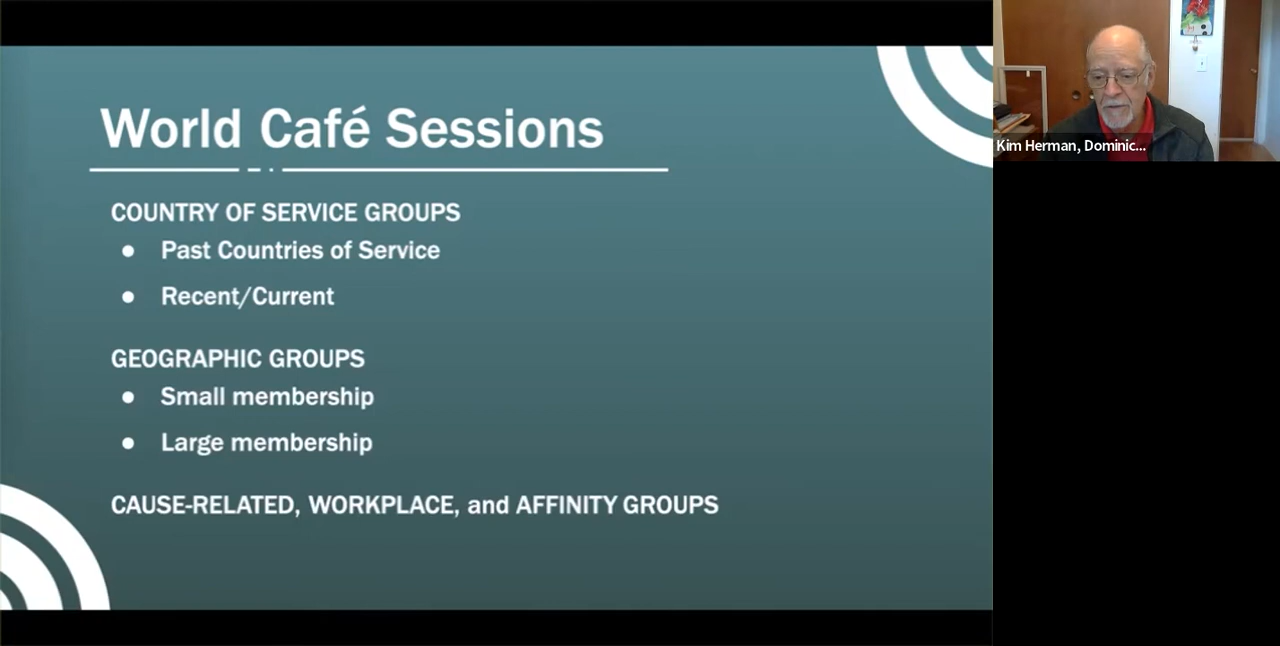 World Café Sessions
COUNTRY OF SERVICE GROUPS
● Past Countries of Service
● Recent/Current
GEOGRAPHIC GROUPS
● Small membership
● Large membership
CAUSE-RELATED, WORKPLACE, and AFFINITY GROUPS
Kim Herman, Dominic...